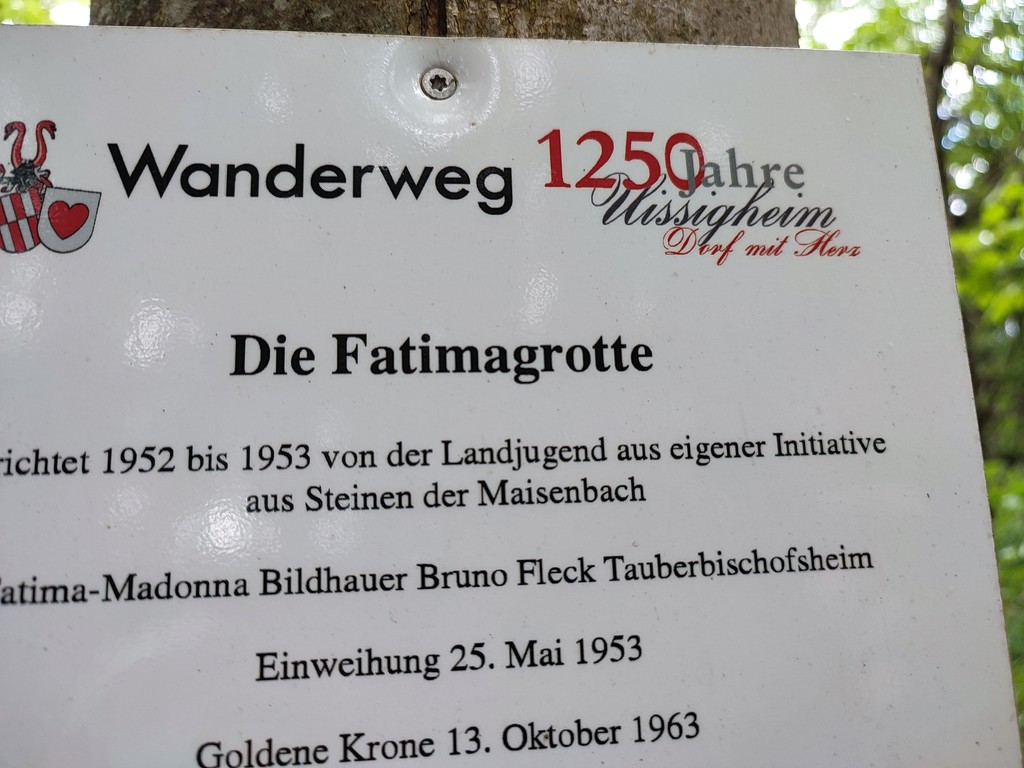 Wanderweg
1250 Jahre
Uissigheim
Dorf mit Herz
Die Fatimagrotte
richtet 1952 bis 1953 von der Landjugend aus eigener Initiative
aus Steinen der Maisenbach
atima-Madonna Bildhauer Bruno Fleck Tauberbischofsheim
Einweihung 25. Mai 1953
Goldene Krone 13. Oktober 1963